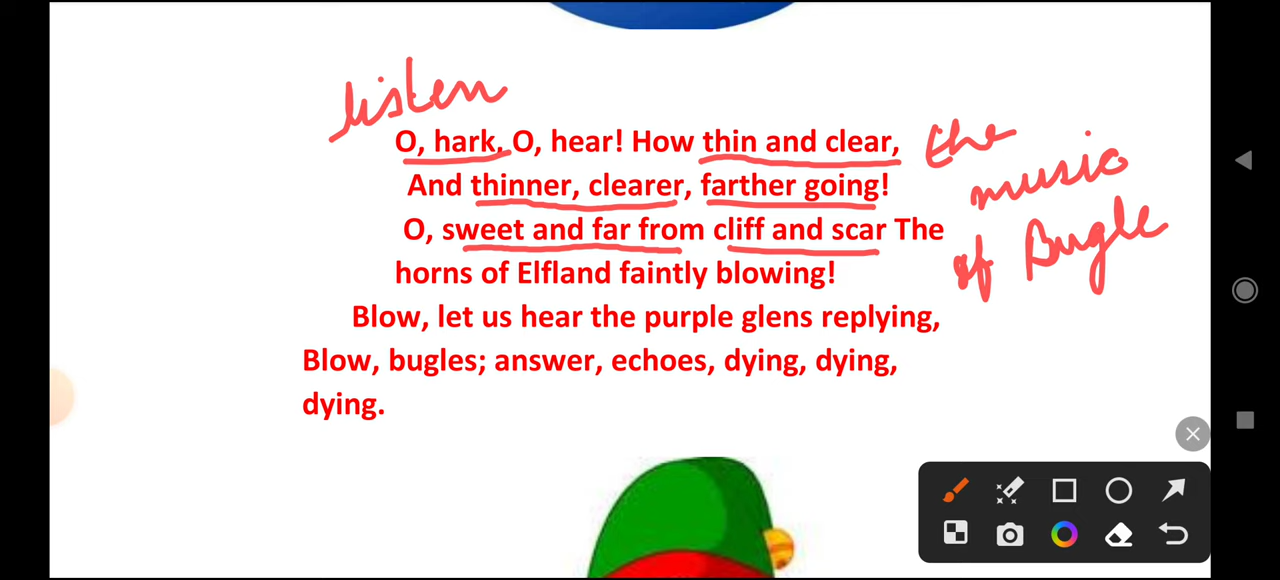 listen
O, hark, O, hear! How thin and clear,
And thinner, clearer, farther going!
O, sweet and far from cliff and scar The
horns of Elfland faintly blowing!
Blow, let us hear the purple glens replying,
Blow, bugles; answer, echoes, dying, dying,
dying.
the
music
of Bugle